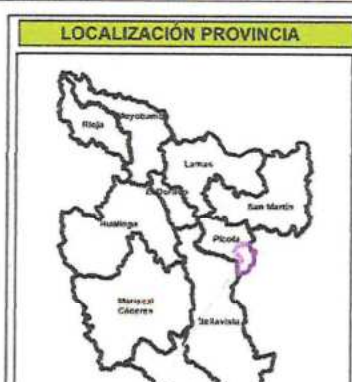 LOCALIZACIÓN PROVINCIA
Moyobamba
Rioja
Lamas
El Dorado
San Martín
Huallaga
Picota
Mariscal
Cáceres
Bellavista